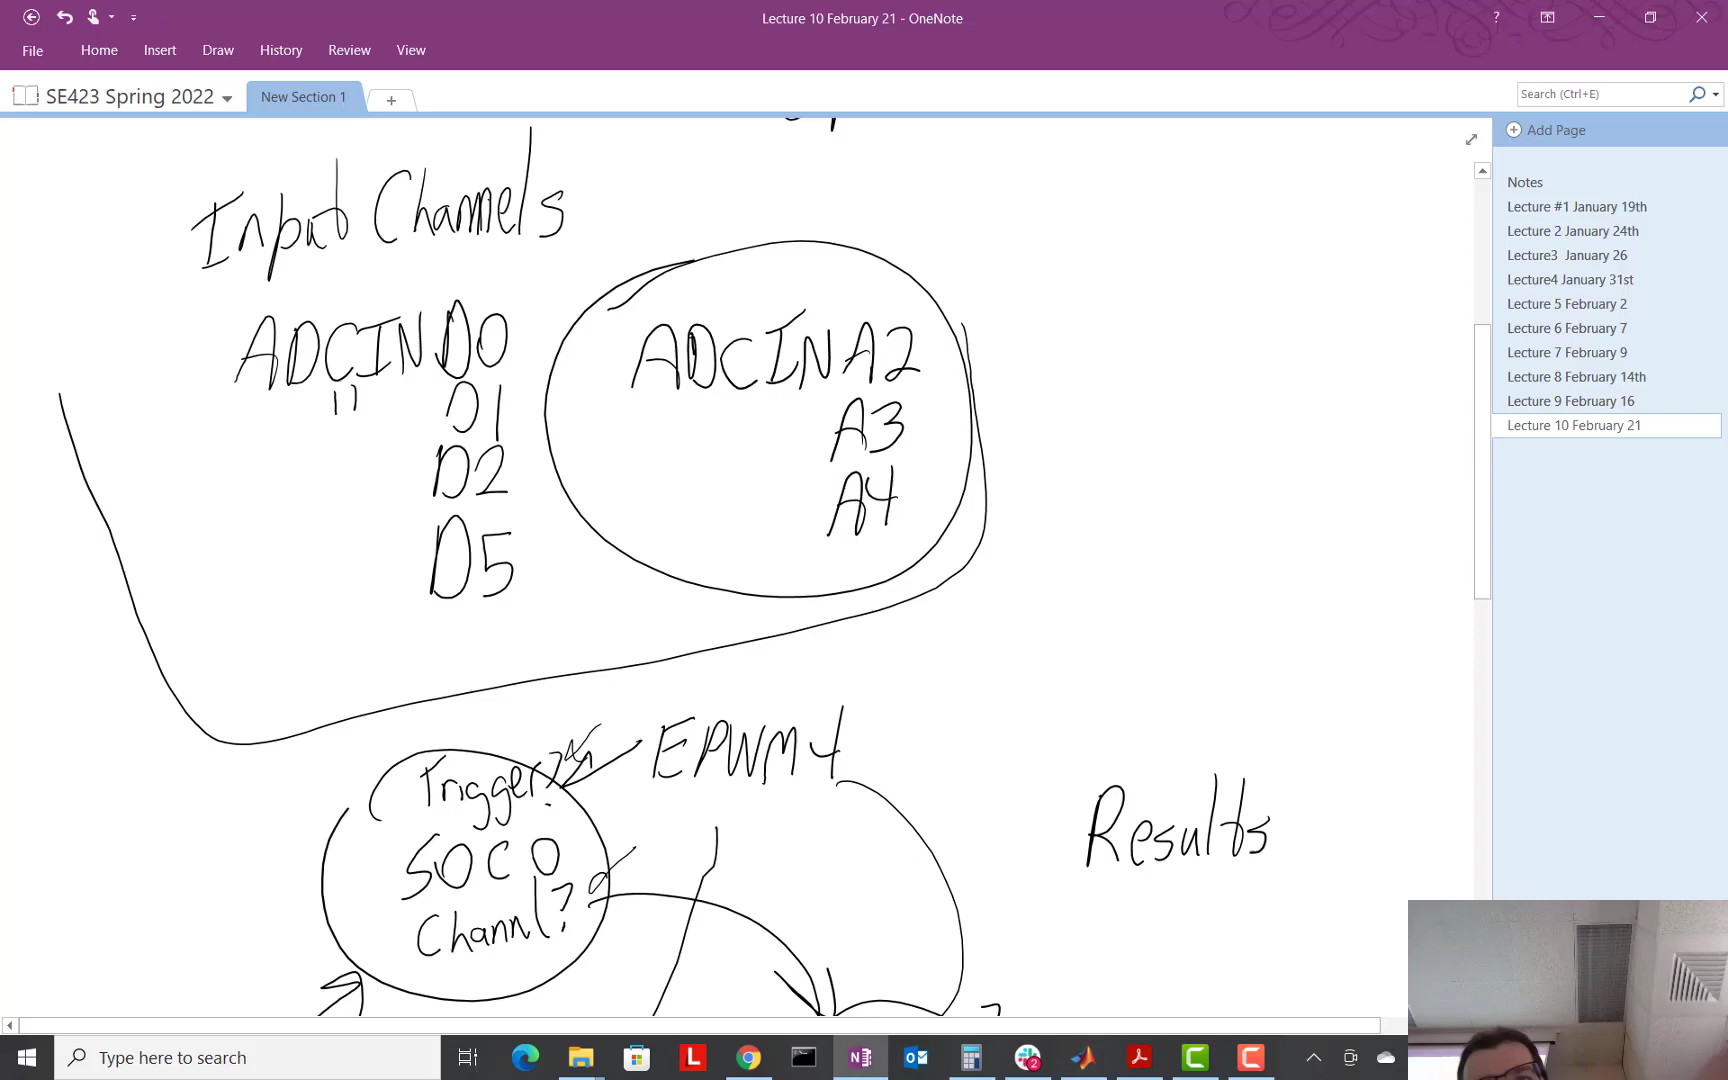 Lecture 10 February 21 - OneNote
File Home Insert Draw History Review View
SE423 Spring 2022 New Section 1
Search (Ctrl+E)
Add Page
Notes
Lecture #1 January 19th
Lecture 2 January 24th
Lecture3 January 26
Lecture4 January 31st
Lecture 5 February 2
Lecture 6 February 7
Lecture 7 February 9
Lecture 8 February 14th
Lecture 9 February 16
Lecture 10 February 21
Input Channels
ADCIND0
D1
D2
D5
ADCINA2
A3
A4
EPWM4
Trigger?
SOC0
Channl?
Results
Type here to search